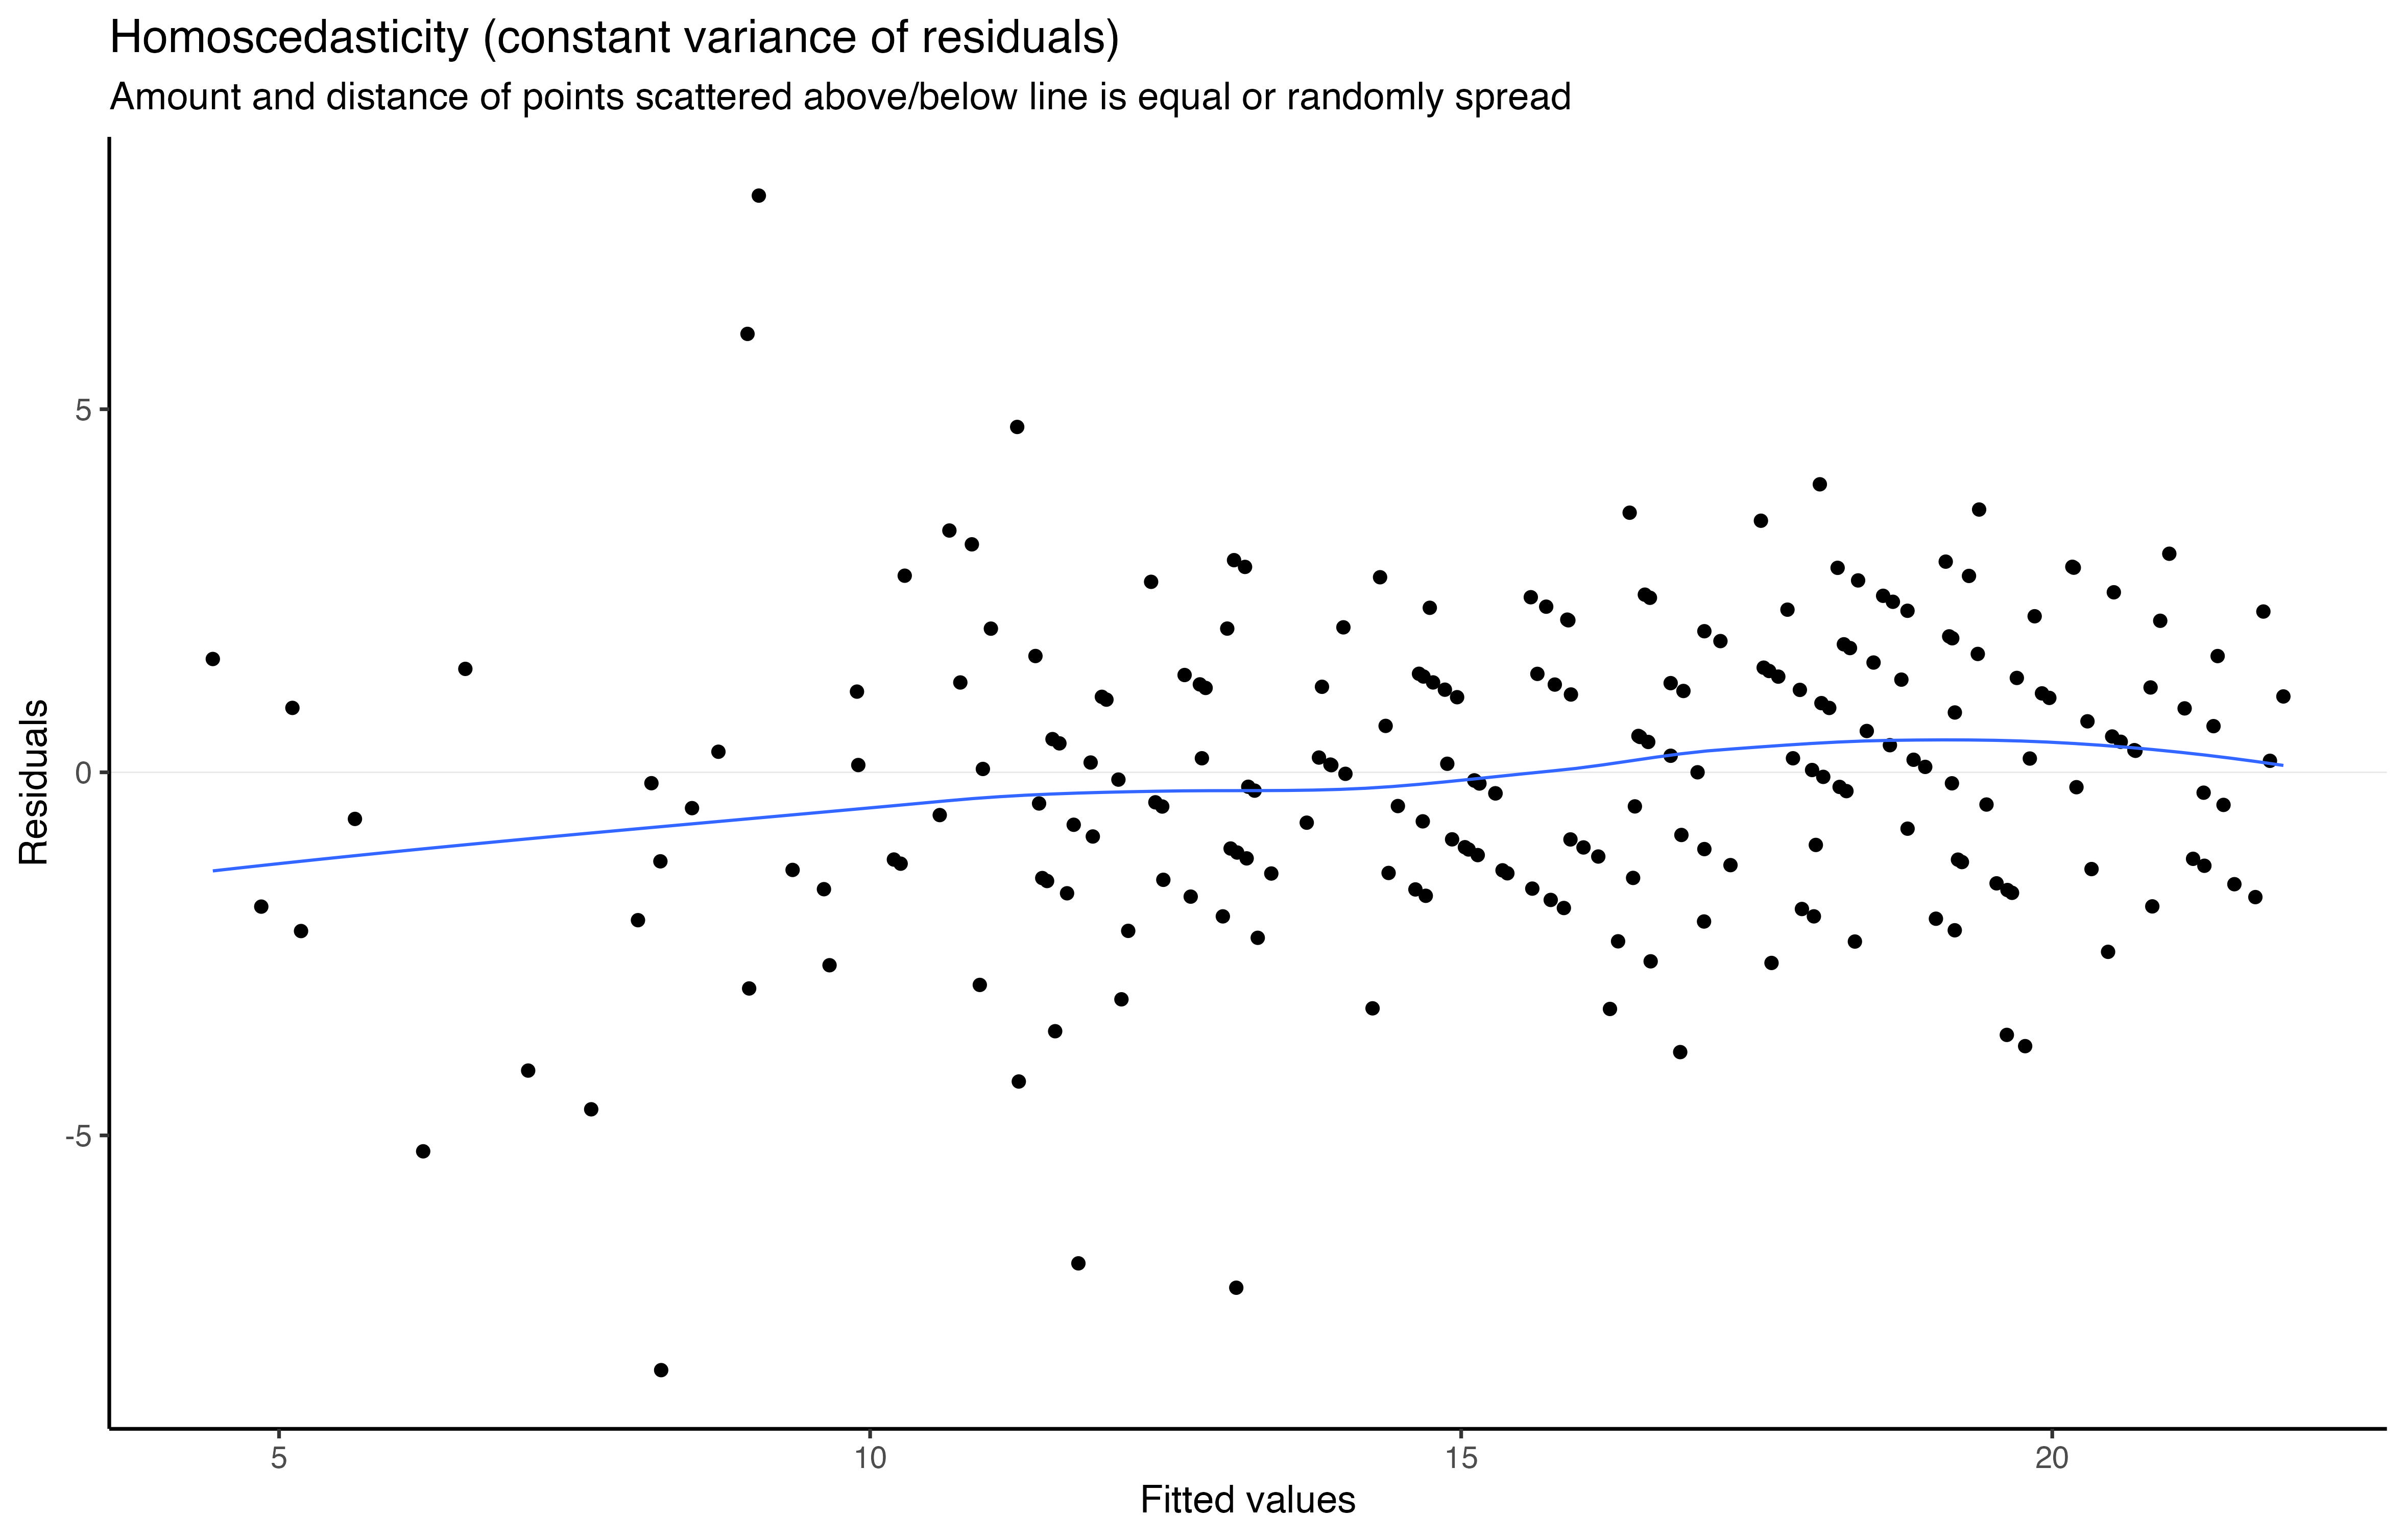 Homoscedasticity (constant variance of residuals)
Amount and distance of points scattered above/below line is equal or randomly spread
Residuals
5
0
-5
5
10
15
20
Fitted values